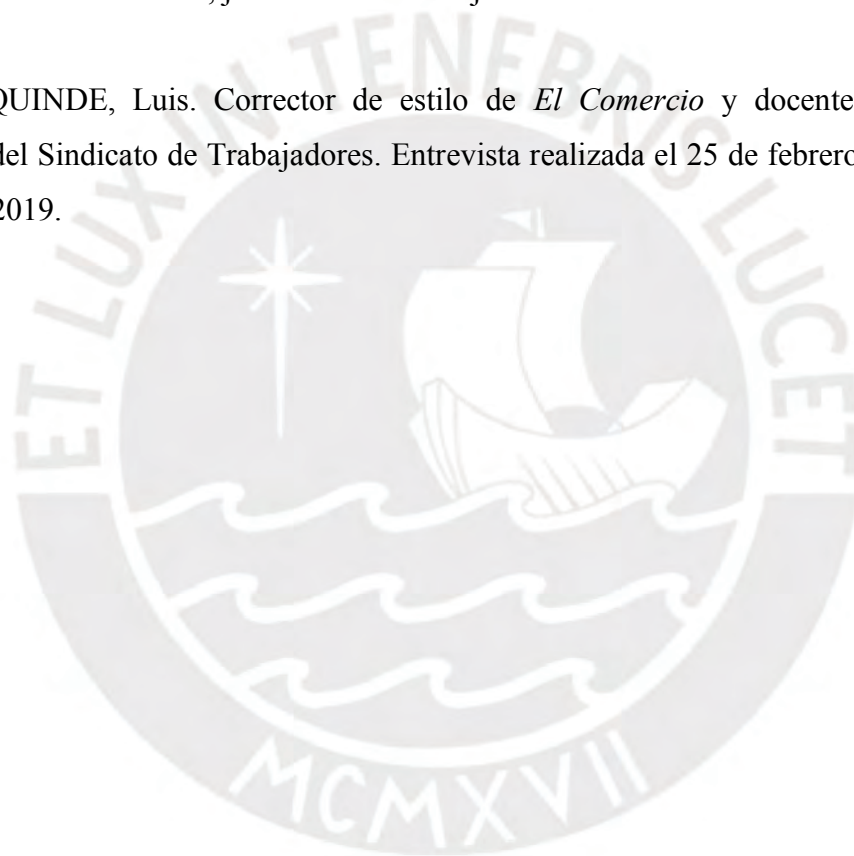 QUINDE, Luis. Corrector de estilo de El Comercio y docente
del Sindicato de Trabajadores. Entrevista realizada el 25 de febrero
2019.
ET LUX IN TENEBRIS LUCET
MCMXVII